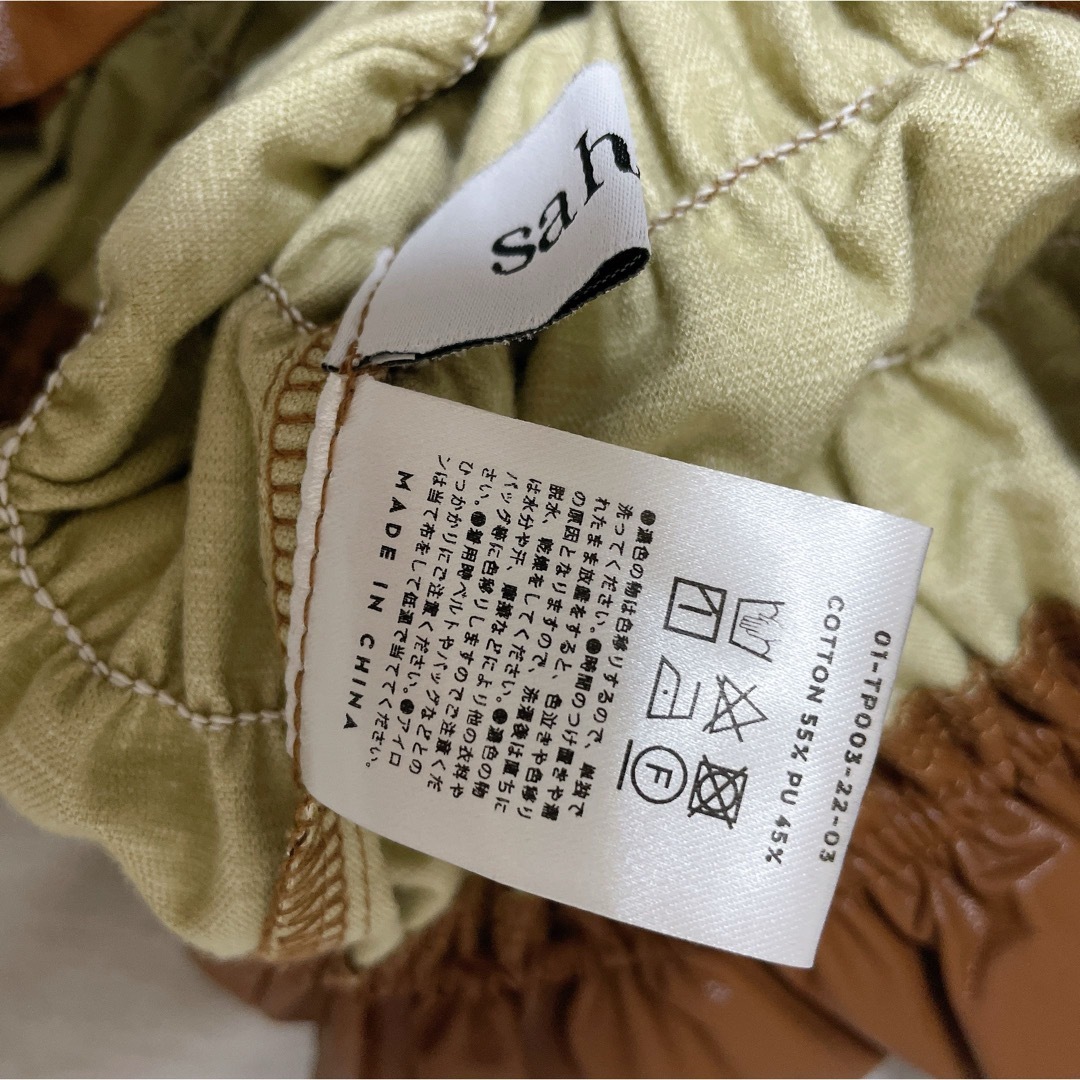 sah
01-TP003-22-03
COTTON 55% PU 45%
F
●濃色の物は色移りするので、単独で
洗ってください。●時間のつけ置きや濡
れたまま放置をすると、色泣きや色移り
の原因となりますので、洗濯後は直ちに
脱水、乾燥をしてください。●濃色の物
は水分や汗、摩擦などにより他の衣料や
バッグ等に色移りしますのでご注意くだ
さい。●着用時ベルトやバッグなどとの
ひっかかりにご注意ください。●アイロ
ンは当て布をして低温で当ててください。
MADE IN CHINA